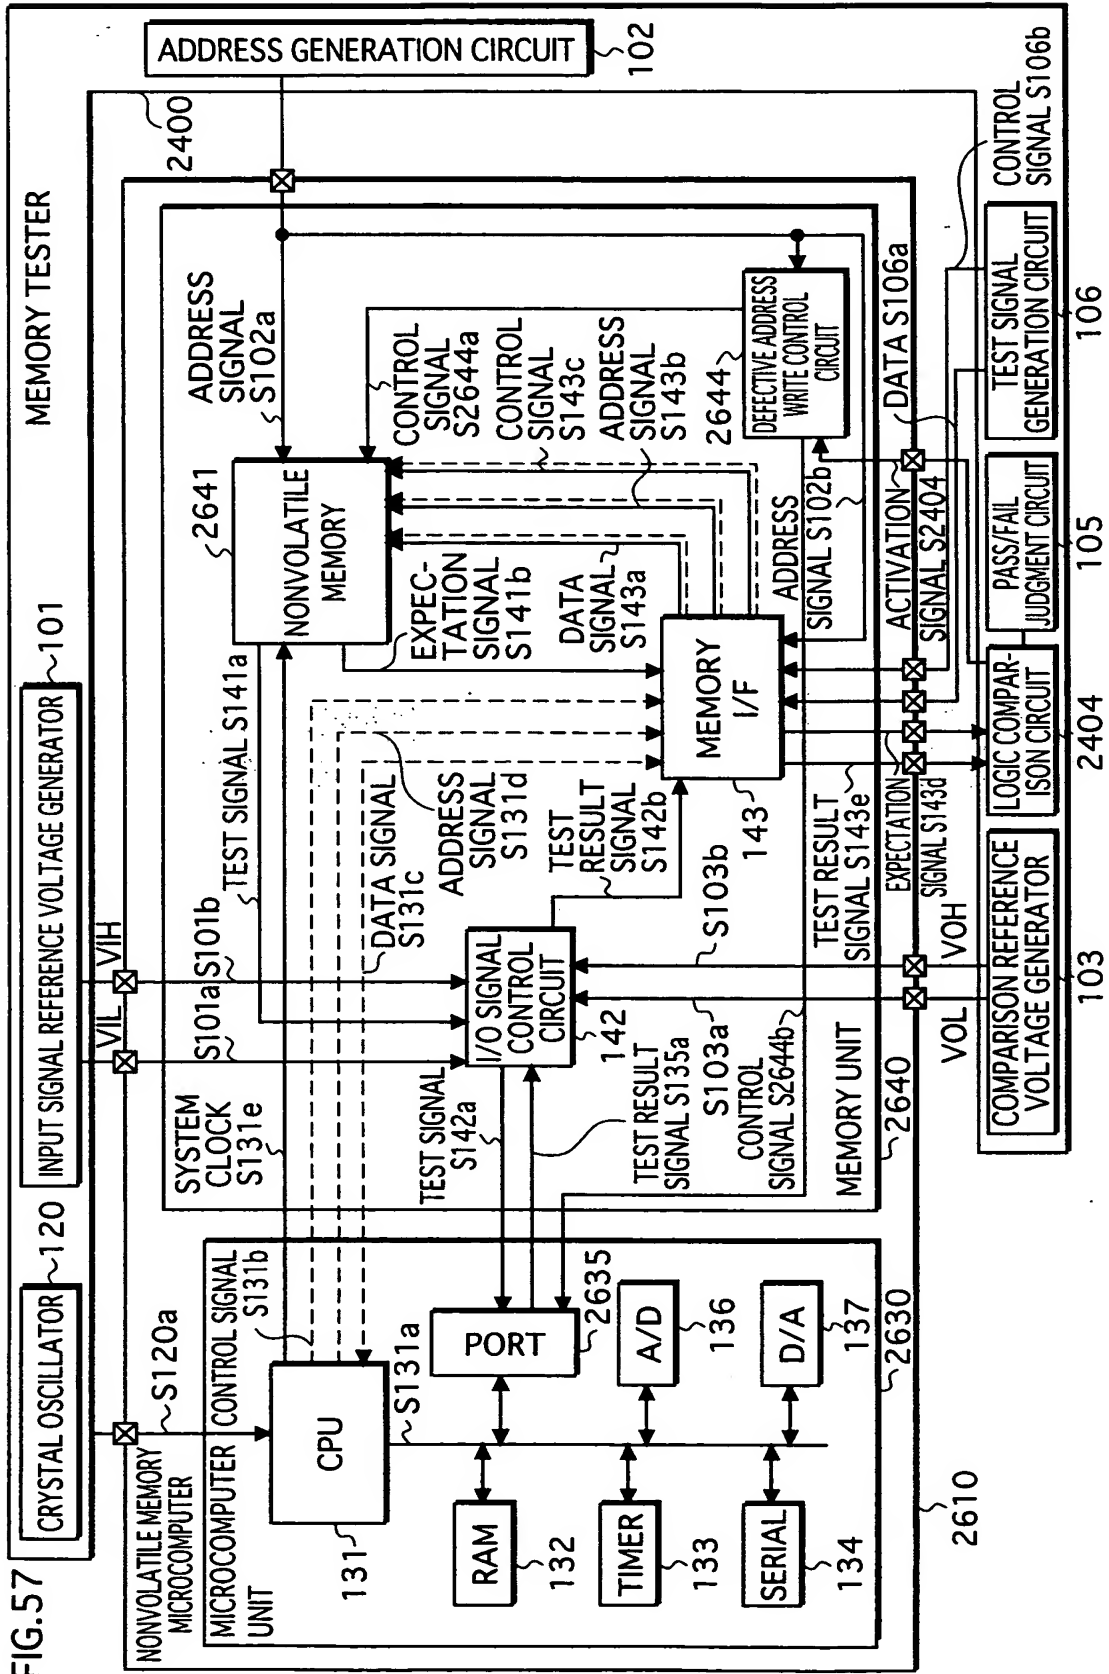 FIG.57
MEMORY TESTER
CRYSTAL OSCILLATOR
120
INPUT SIGNAL REFERENCE VOLTAGE GENERATOR
101
2400
ADDRESS GENERATION CIRCUIT
102
S120a
VIL
VIH
S101a
S101b
NONVOLATILE MEMORY
MICROCOMPUTER
MICROCOMPUTER
UNIT
CONTROL SIGNAL
S131b
SYSTEM
CLOCK
S131e
TEST SIGNAL S141a
2641
ADDRESS
SIGNAL
S102a
CPU
131
S131a
NONVOLATILE
MEMORY
EXPEC-
TATION
SIGNAL
S141b
CONTROL
SIGNAL
S2644a
CONTROL
SIGNAL
S143c
ADDRESS
SIGNAL
S143b
DATA
SIGNAL
S143a
DATA SIGNAL
S131c
ADDRESS
SIGNAL
S131d
TEST SIGNAL
S142a
I/O SIGNAL
CONTROL
CIRCUIT
142
TEST
RESULT
SIGNAL
S142b
RAM
132
PORT
2635
TIMER
133
A/D
136
SERIAL
134
D/A
137
2630
2610
TEST RESULT
SIGNAL S135a
S103a
S103b
CONTROL
SIGNAL S2644b
MEMORY
I/F
143
2644
DEFECTIVE ADDRESS
WRITE CONTROL
CIRCUIT
ADDRESS
SIGNAL S102b
MEMORY UNIT
2640
TEST RESULT
SIGNAL S143e
EXPECTATION
SIGNAL S143d
ACTIVATION
SIGNAL S2404
DATA S106a
CONTROL
SIGNAL S106b
VOL
VOH
COMPARISON REFERENCE
VOLTAGE GENERATOR
103
LOGIC COMPAR-
ISON CIRCUIT
2404
PASS/FAIL
JUDGMENT CIRCUIT
105
TEST SIGNAL
GENERATION CIRCUIT
106